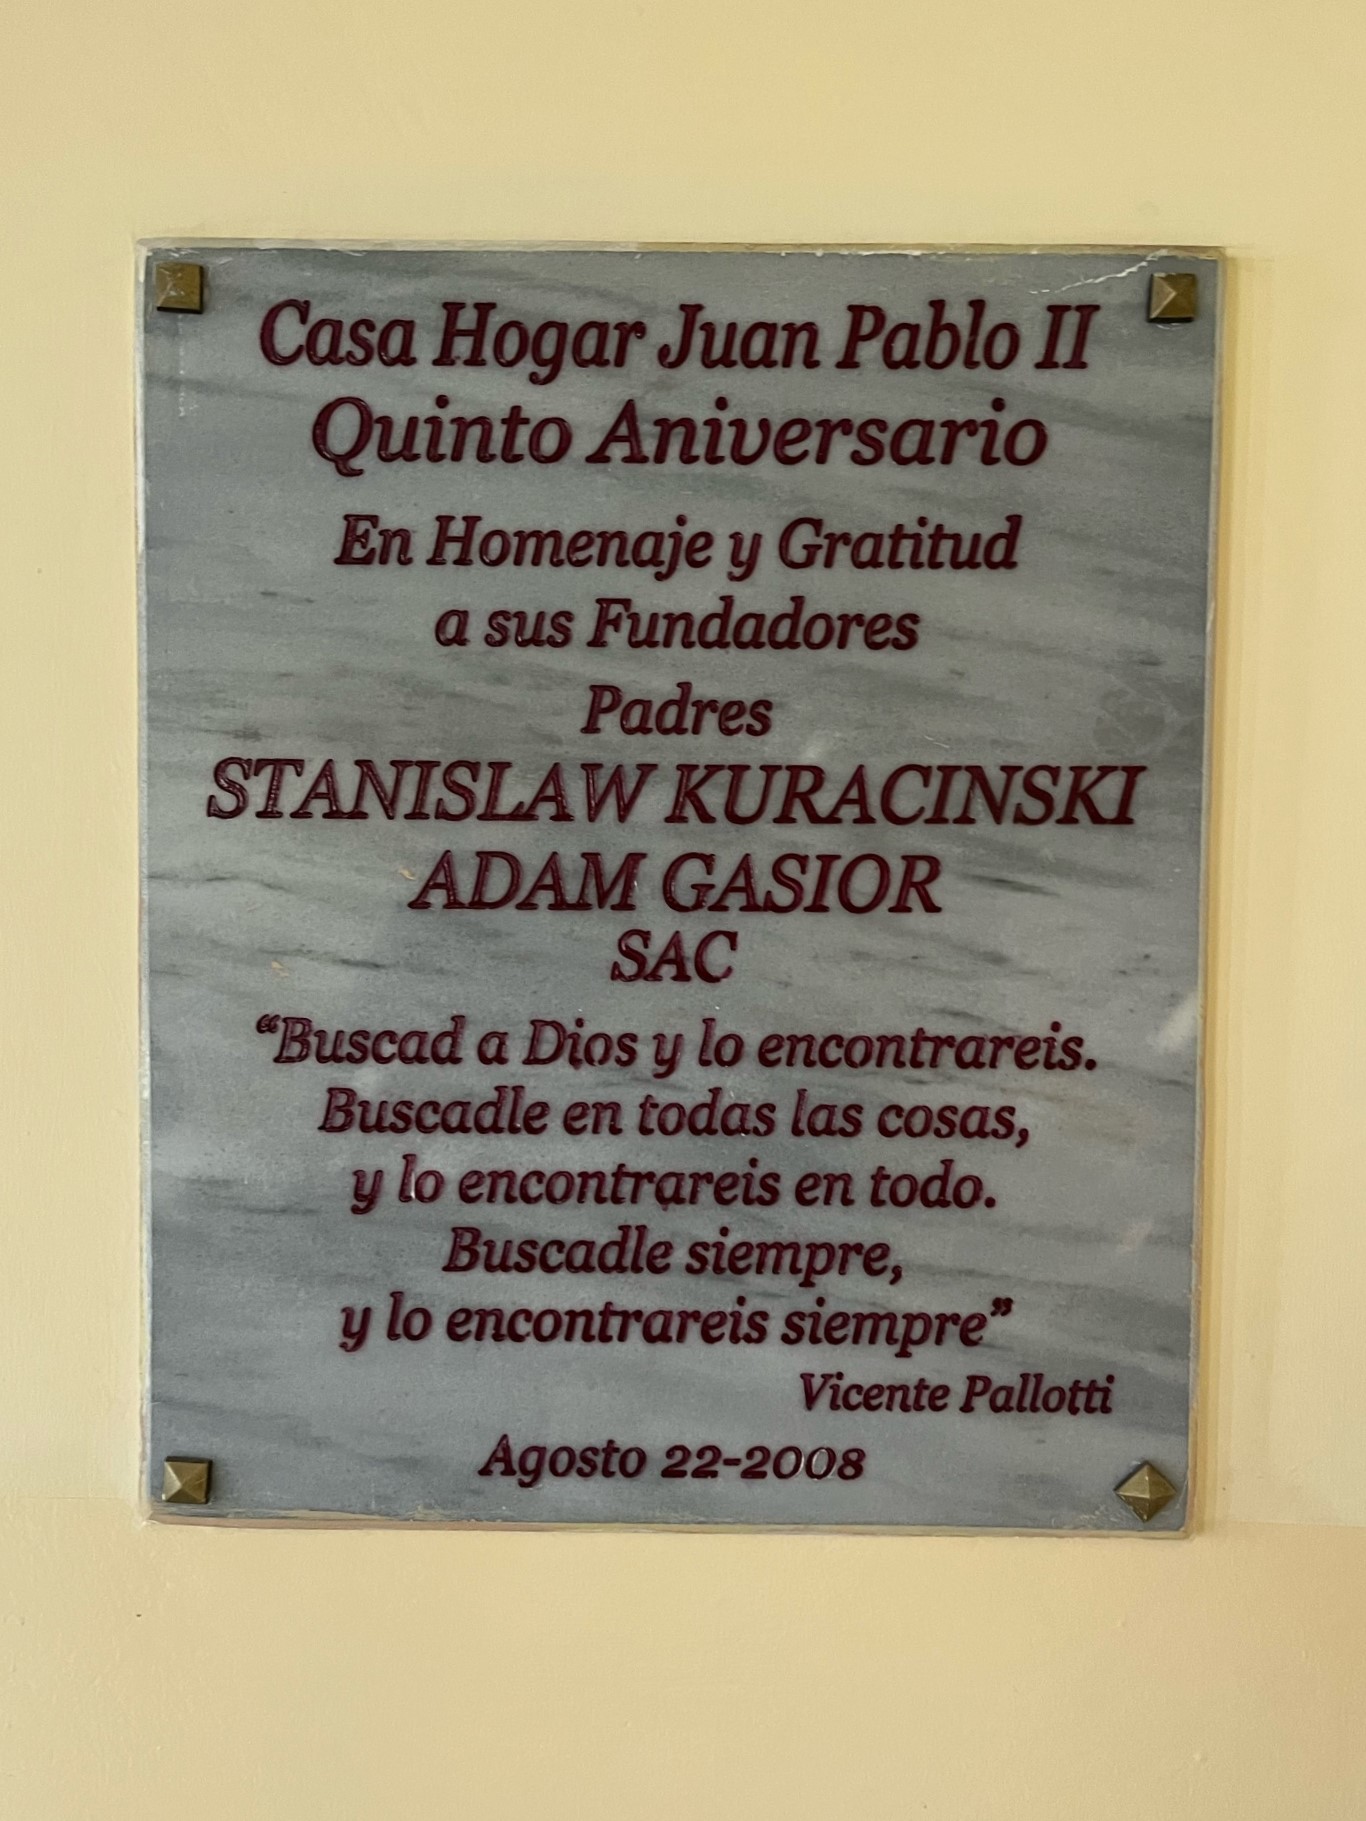 Casa Hogar Juan Pablo II
Quinto Aniversario
En Homenaje y Gratitud
a sus Fundadores
Padres
STANISLAW KURACINSKI
ADAM GASIOR
SAC
“Buscad a Dios y lo encontrareis.
Buscadle en todas las cosas,
y lo encontrareis en todo.
Buscadle siempre,
y lo encontrareis siempre”
Vicente Pallotti
Agosto 22-2008